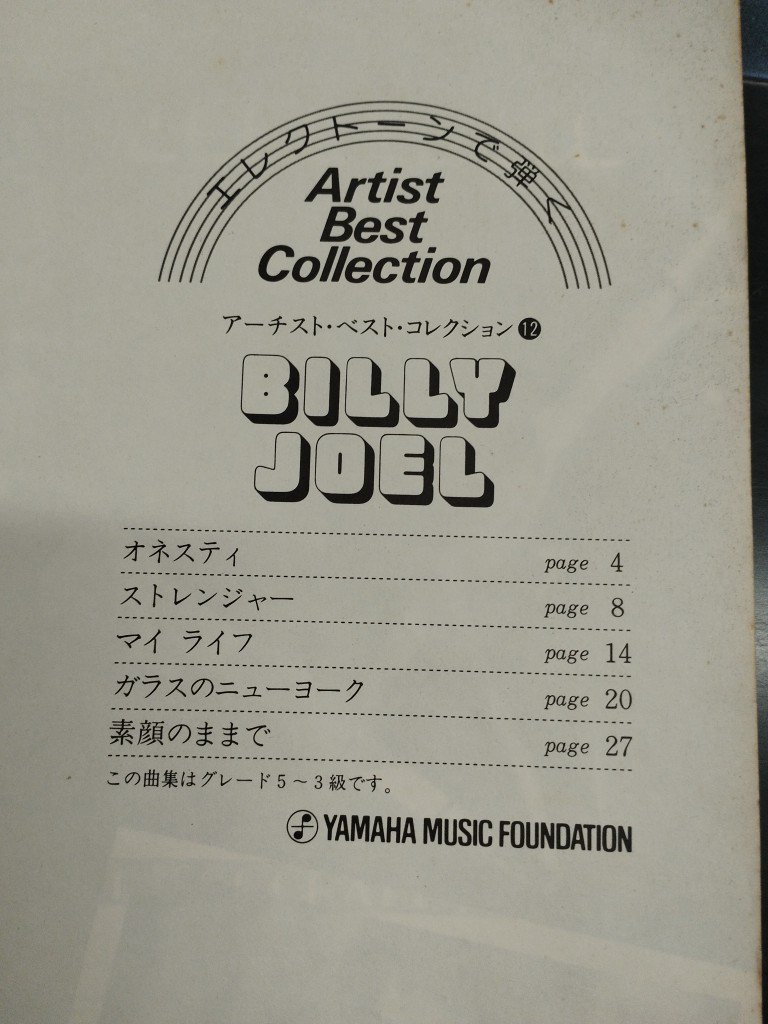 エレクトーンで弾く
Artist
Best
Collection
アーチスト・ベスト・コレクション⓬
BILLY
JOEL
オネスティ page 4
ストレンジャー page 8
マイ ライフ page 14
ガラスのニューヨーク page 20
素顔のままで page 27
この曲集はグレード5～3級です。
YAMAHA MUSIC FOUNDATION